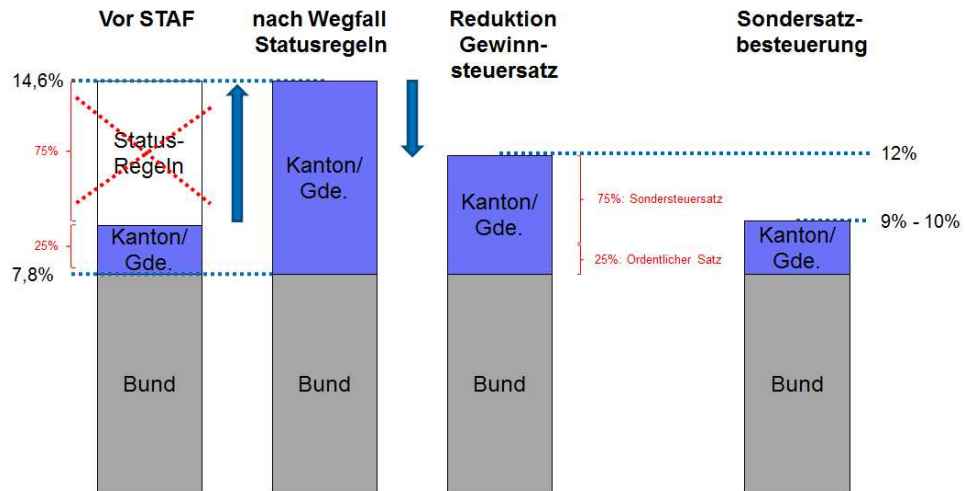 Vor STAF
nach Wegfall
Statusregeln
Reduktion
Gewinn-
steuersatz
Sondersatz-
besteuerung
14,6%
75%
Status-
Regeln
25%
Kanton/
Gde.
7,8%
Bund
Kanton/
Gde.
Bund
Kanton/
Gde.
Bund
75%: Sondersteuersatz
25%: Ordentlicher Satz
12%
9% - 10%
Kanton/
Gde.
Bund